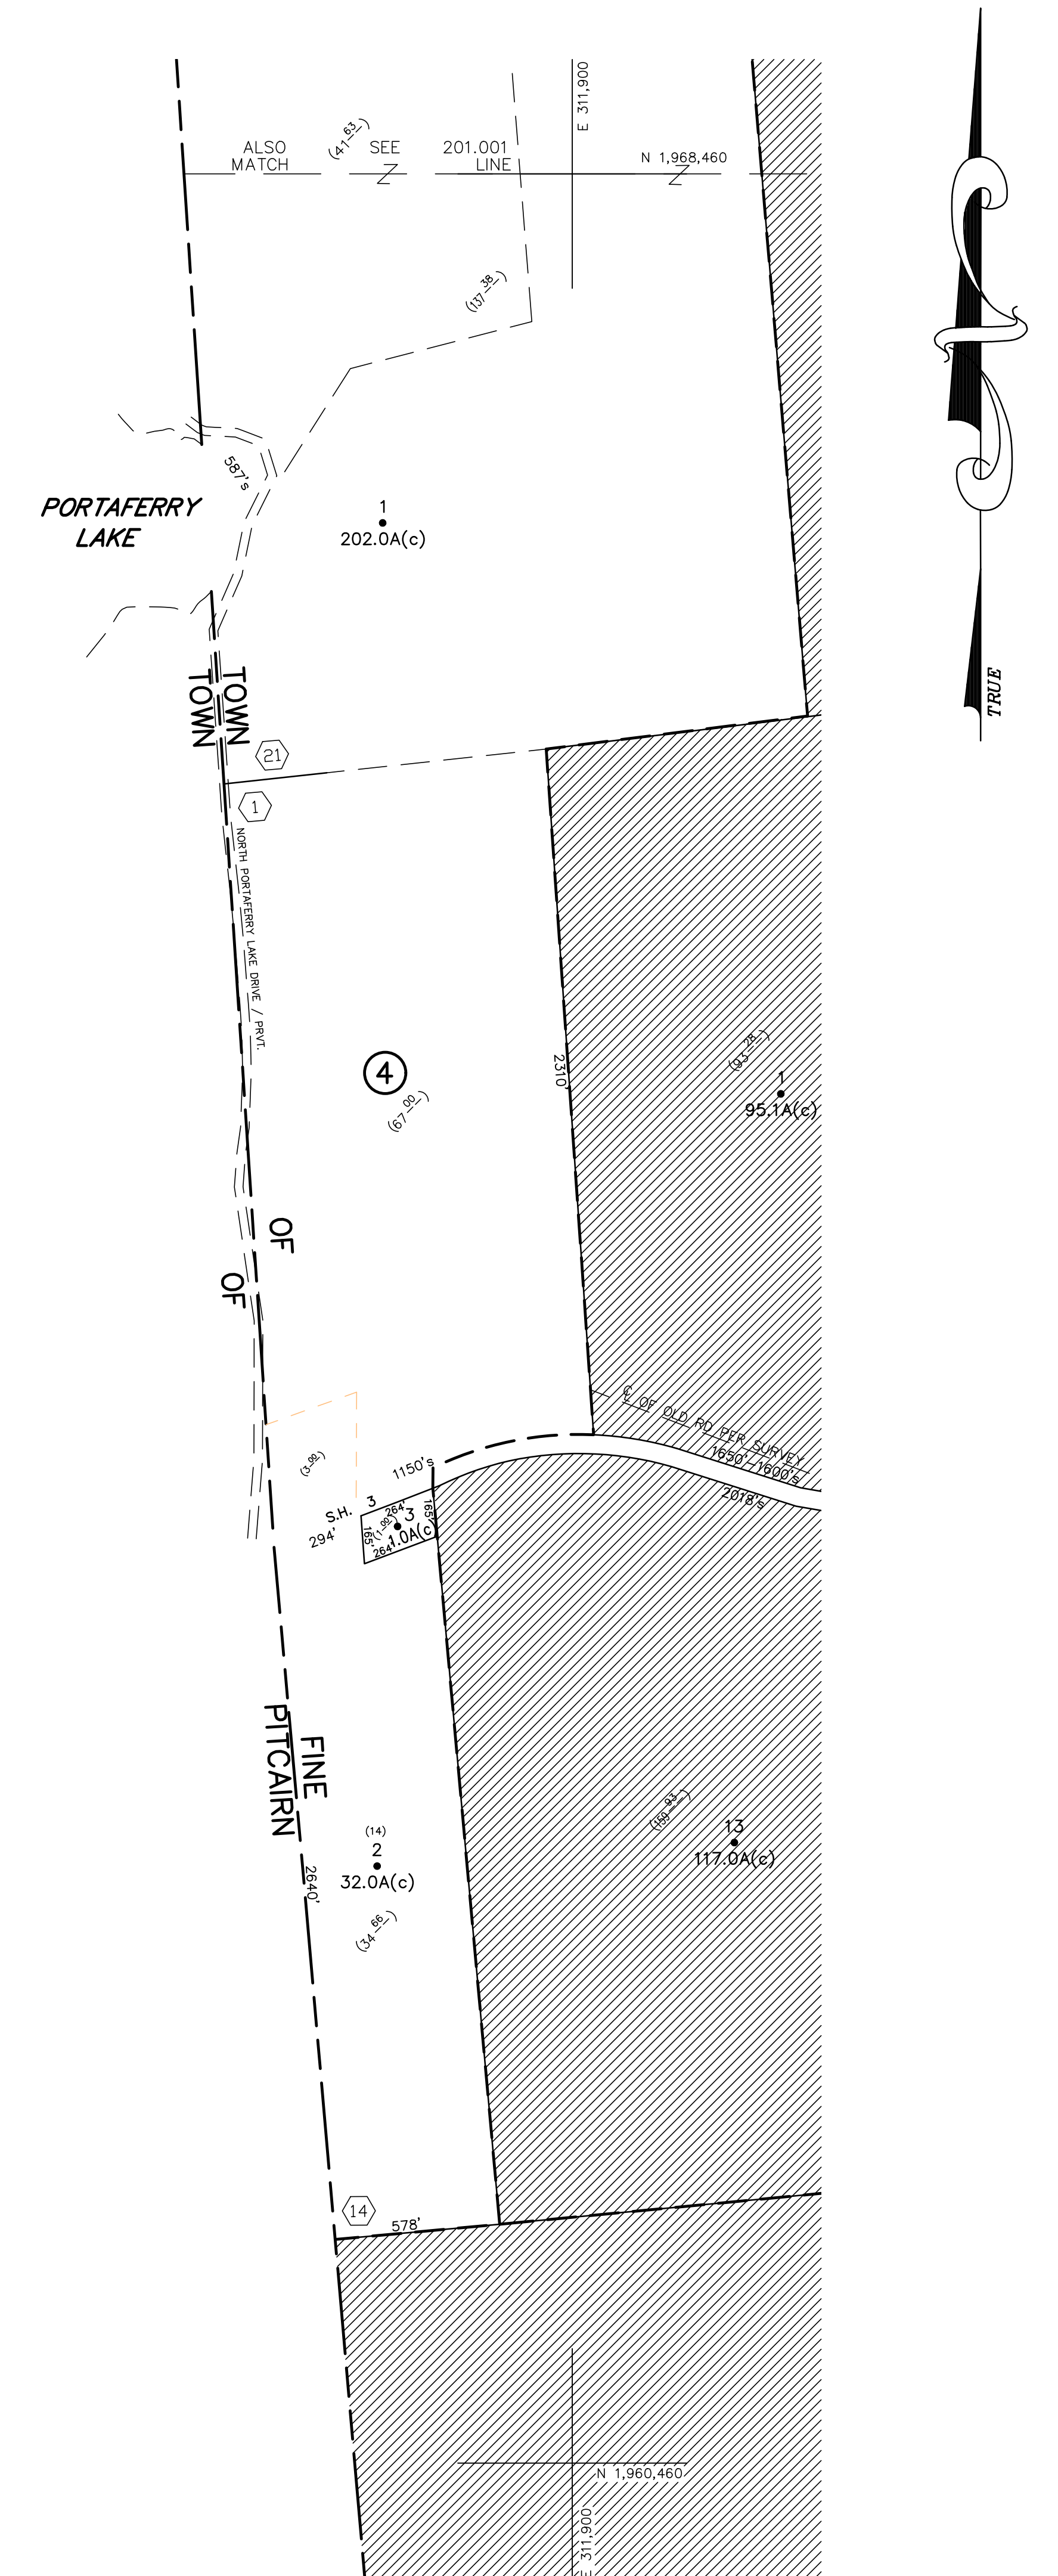 E 311,900
ALSO SEE 201.001
MATCH LINE
(41 63)
N 1,968,460
(137 38)
587's
PORTAFERRY
LAKE
1
202.0A(c)
TRUE
TOWN
TOWN
21
1
NORTH PORTAFERRY LAKE DRIVE / PRVT.
4
(67 00)
2310'
(93 28)
1
95.1A(c)
OF
OF
℄ OF OLD RD PER SURVEY
1650'-1600's
2018's
(3 00)
1150's
S.H. 3
294'
264'
165'
165'
264'
(1 00)
3
1.0A(c)
FINE
PITCAIRN
(159 93)
13
117.0A(c)
(14)
2
32.0A(c)
2640'
(34 66)
14
578'
N 1,960,460
E 311,900